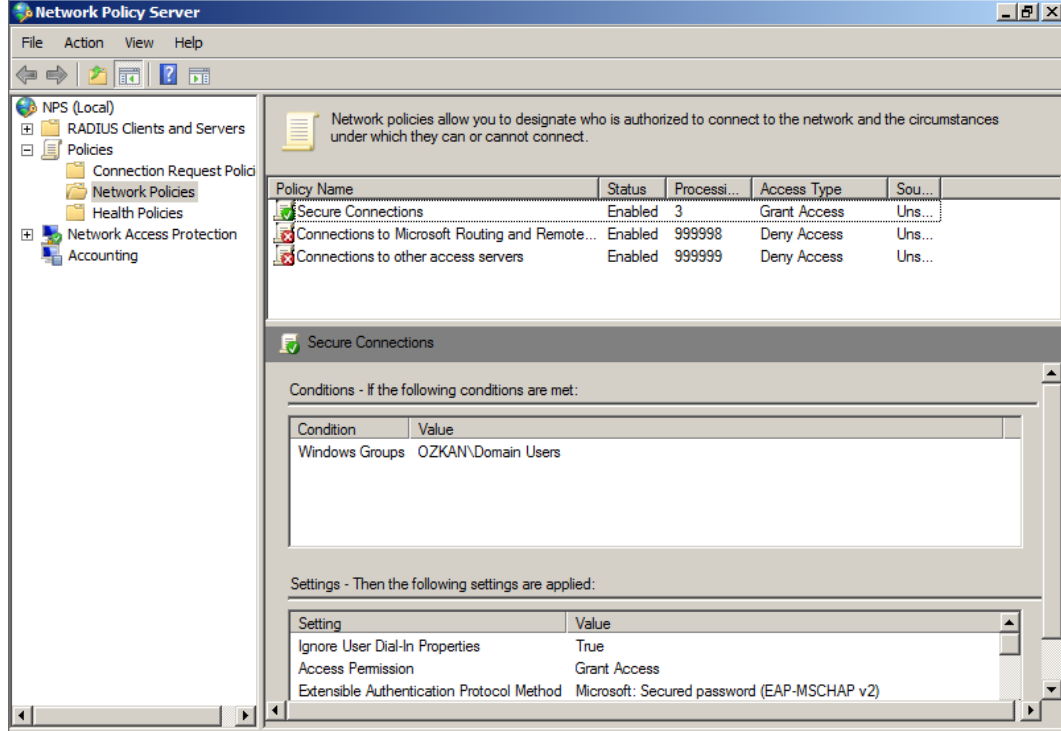 Network Policy Server
File Action View Help
NPS (Local)
RADIUS Clients and Servers
Policies
Connection Request Polici
Network Policies
Health Policies
Network Access Protection
Accounting
Network policies allow you to designate who is authorized to connect to the network and the circumstances
under which they can or cannot connect.
Policy Name Status Processi... Access Type Sou...
Secure Connections Enabled 3 Grant Access Uns...
Connections to Microsoft Routing and Remote... Enabled 999998 Deny Access Uns...
Connections to other access servers Enabled 999999 Deny Access Uns...
Secure Connections
Conditions - If the following conditions are met:
Condition Value
Windows Groups OZKAN\Domain Users
Settings - Then the following settings are applied:
Setting Value
Ignore User Dial-In Properties True
Access Permission Grant Access
Extensible Authentication Protocol Method Microsoft: Secured password (EAP-MSCHAP v2)